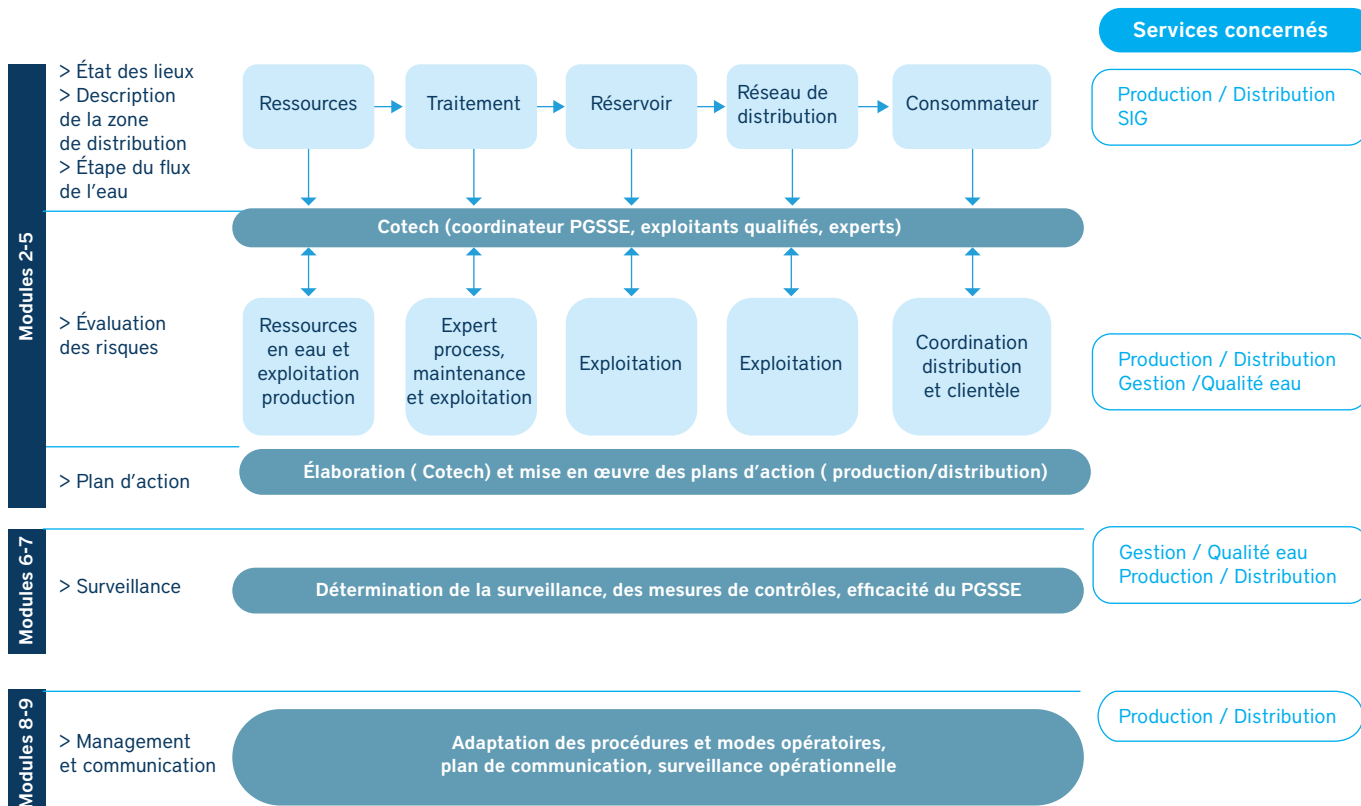 Services concernés
Modules 2-5
> État des lieux
> Description
de la zone
de distribution
> Étape du flux
de l'eau
Ressources
Traitement
Réservoir
Réseau de
distribution
Consommateur
Production / Distribution
SIG
Cotech (coordinateur PGSSE, exploitants qualifiés, experts)
> Évaluation
des risques
Ressources
en eau et
exploitation
production
Expert
process,
maintenance
et exploitation
Exploitation
Exploitation
Coordination
distribution
et clientèle
Production / Distribution
Gestion /Qualité eau
> Plan d'action
Élaboration ( Cotech) et mise en œuvre des plans d'action ( production/distribution)
Modules 6-7
> Surveillance
Détermination de la surveillance, des mesures de contrôles, efficacité du PGSSE
Gestion / Qualité eau
Production / Distribution
Modules 8-9
> Management
et communication
Adaptation des procédures et modes opératoires,
plan de communication, surveillance opérationnelle
Production / Distribution